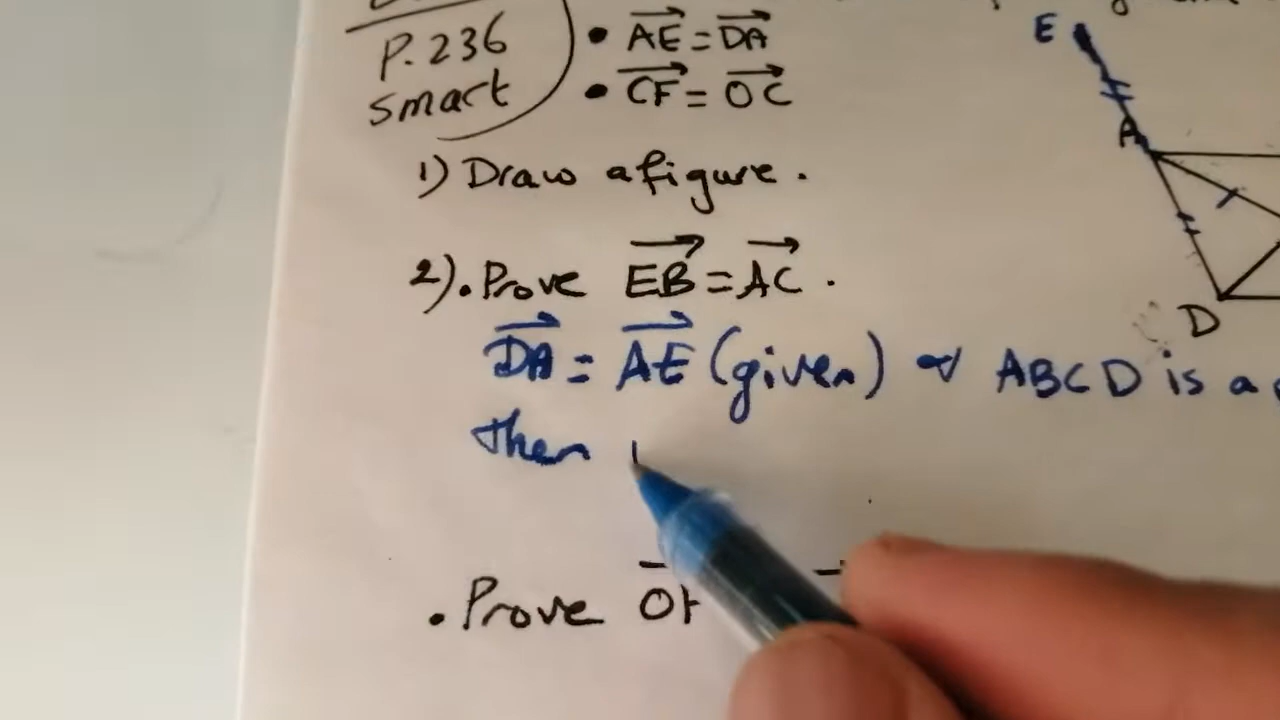 P.236
smart
• AE = DA
• CF = OC
1) Draw a figure.
2). Prove EB = AC.
DA = AE (given) & ABCD is a
then
. Prove
E
A
D